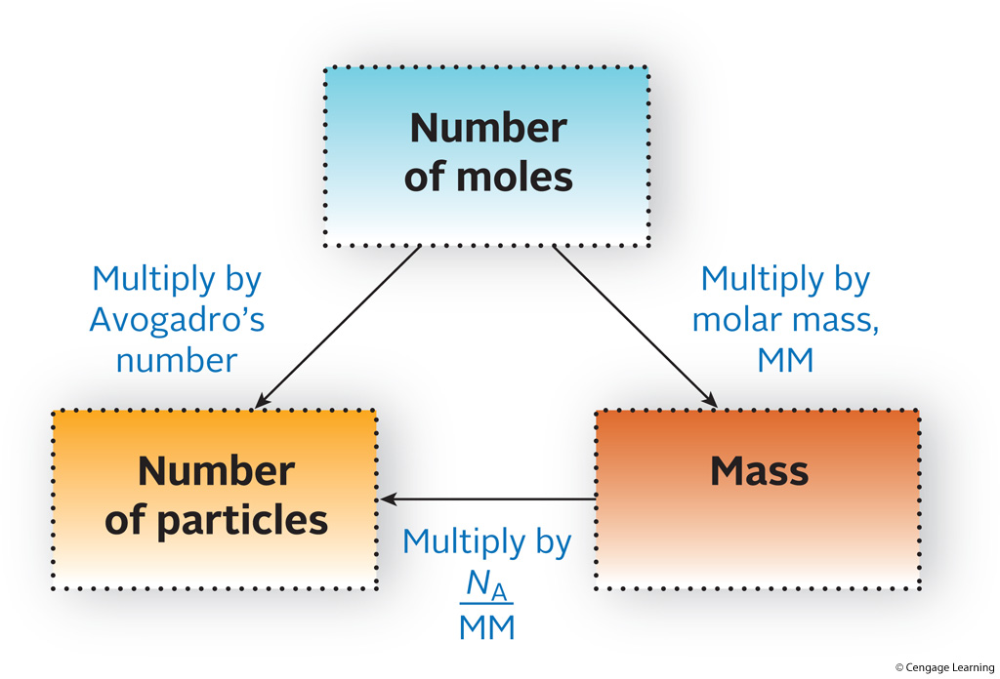 Number
of moles
Multiply by
Avogadro’s
number
Multiply by
molar mass,
MM
Number
of particles
Mass
Multiply by
N_A
MM
© Cengage Learning